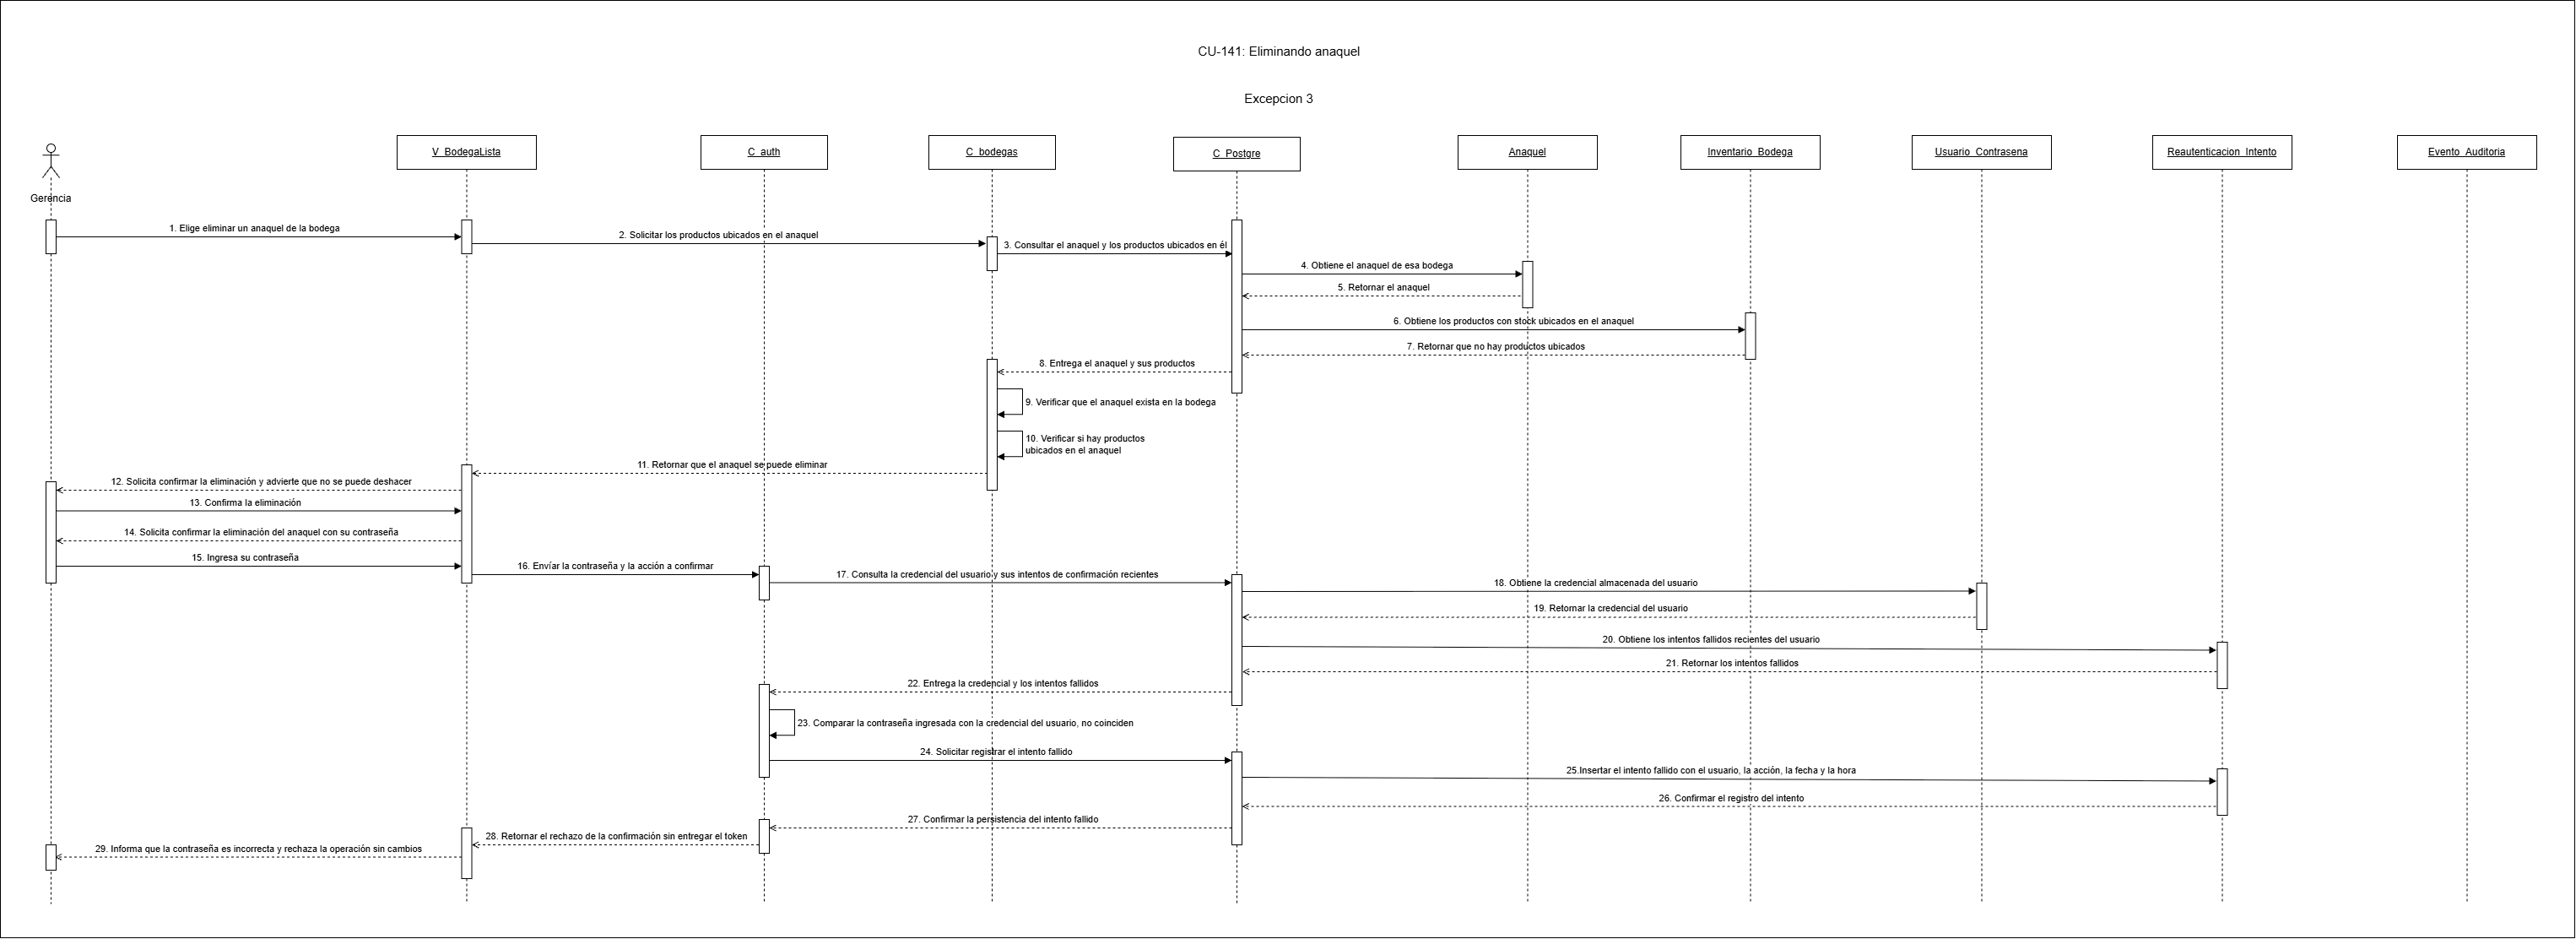 CU-141: Eliminando anaquel
Excepcion 3
Gerencia
V_BodegaLista
C_auth
C_bodegas
C_Postgre
Anaquel
Inventario_Bodega
Usuario_Contrasena
Reautenticacion_Intento
Evento_Auditoria
1. Elige eliminar un anaquel de la bodega
2. Solicitar los productos ubicados en el anaquel
3. Consultar el anaquel y los productos ubicados en él
4. Obtiene el anaquel de esa bodega
5. Retornar el anaquel
6. Obtiene los productos con stock ubicados en el anaquel
7. Retornar que no hay productos ubicados
8. Entrega el anaquel y sus productos
9. Verificar que el anaquel exista en la bodega
10. Verificar si hay productos
ubicados en el anaquel
11. Retornar que el anaquel se puede eliminar
12. Solicita confirmar la eliminación y advierte que no se puede deshacer
13. Confirma la eliminación
14. Solicita confirmar la eliminación del anaquel con su contraseña
15. Ingresa su contraseña
16. Envíar la contraseña y la acción a confirmar
17. Consulta la credencial del usuario y sus intentos de confirmación recientes
18. Obtiene la credencial almacenada del usuario
19. Retornar la credencial del usuario
20. Obtiene los intentos fallidos recientes del usuario
21. Retornar los intentos fallidos
22. Entrega la credencial y los intentos fallidos
23. Comparar la contraseña ingresada con la credencial del usuario, no coinciden
24. Solicitar registrar el intento fallido
25.Insertar el intento fallido con el usuario, la acción, la fecha y la hora
26. Confirmar el registro del intento
27. Confirmar la persistencia del intento fallido
28. Retornar el rechazo de la confirmación sin entregar el token
29. Informa que la contraseña es incorrecta y rechaza la operación sin cambios